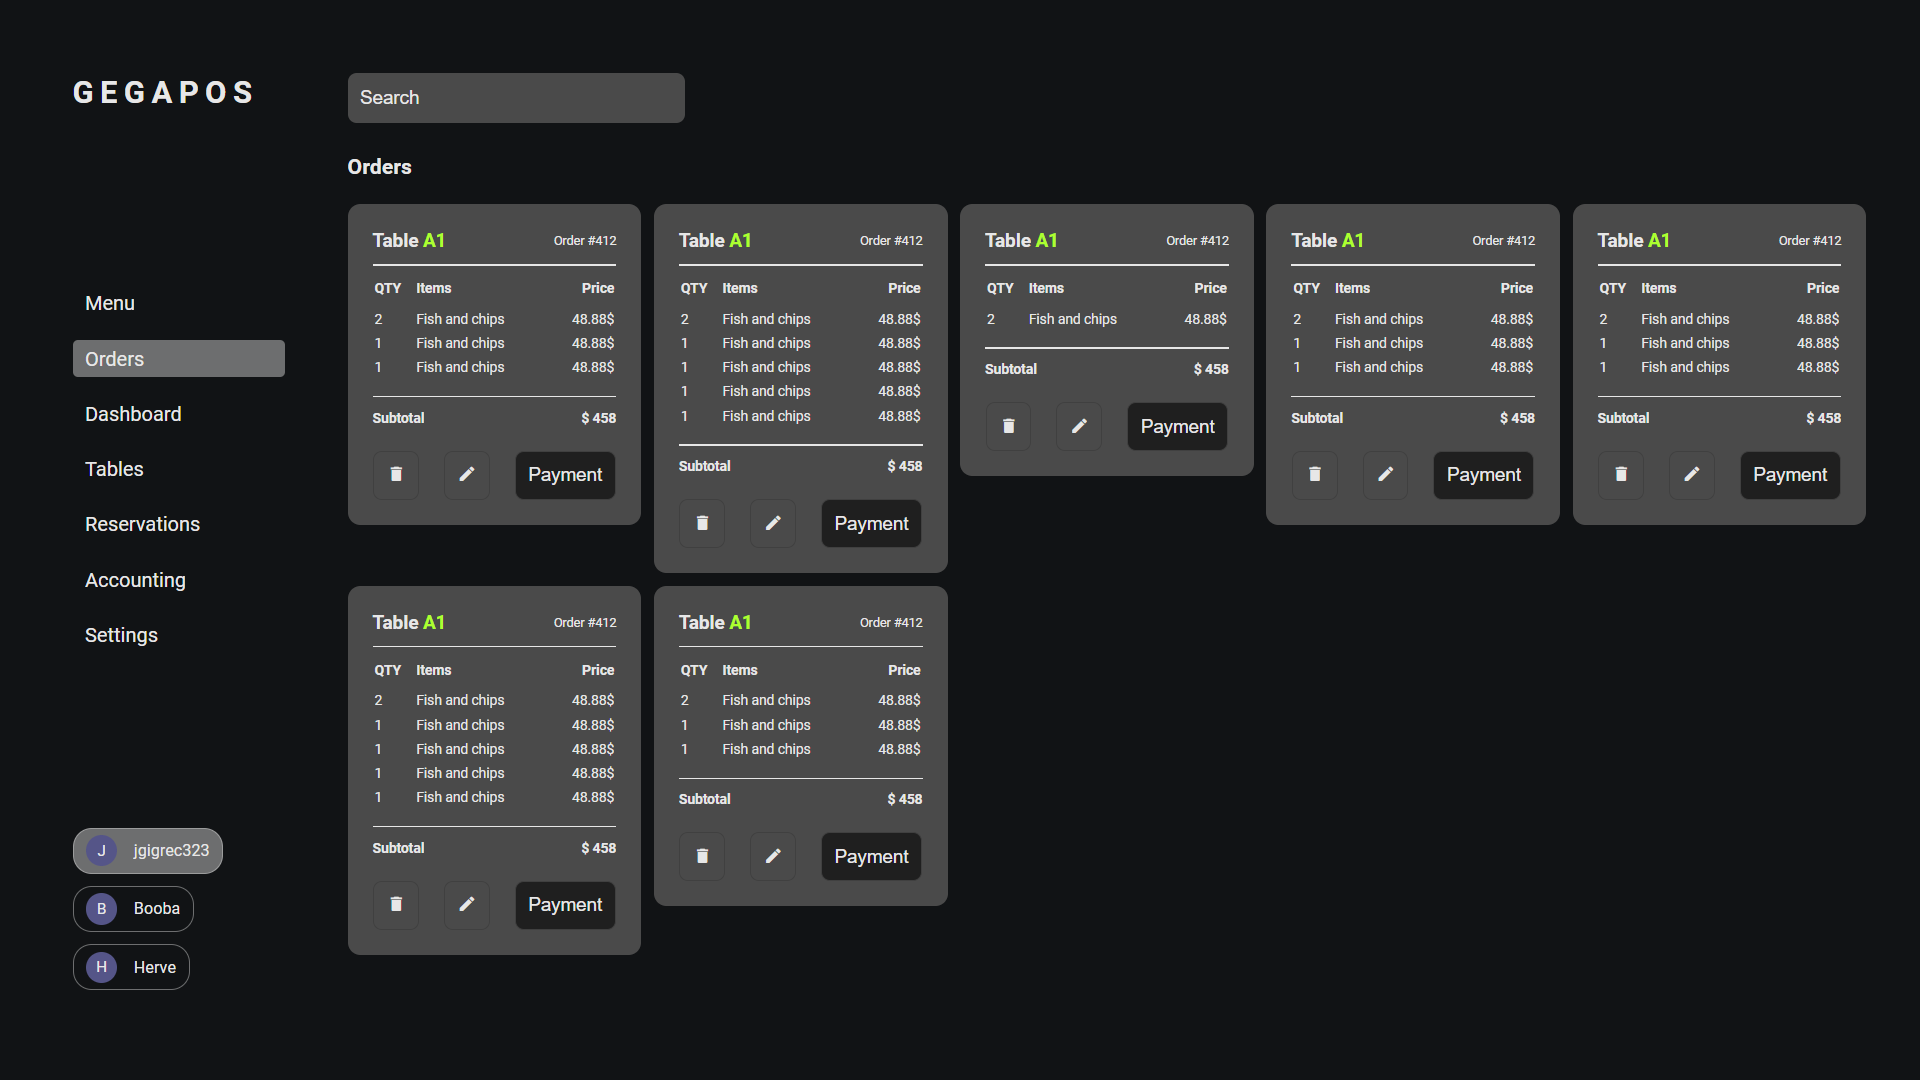 GEGAPOS
Search
Orders
Menu
Orders
Dashboard
Tables
Reservations
Accounting
Settings
J jgigrec323
B Booba
H Herve
Table A1 Order #412
QTY Items Price
2 Fish and chips 48.88$
1 Fish and chips 48.88$
1 Fish and chips 48.88$
Subtotal $ 458
Payment
Table A1 Order #412
QTY Items Price
2 Fish and chips 48.88$
1 Fish and chips 48.88$
1 Fish and chips 48.88$
1 Fish and chips 48.88$
1 Fish and chips 48.88$
Subtotal $ 458
Payment
Table A1 Order #412
QTY Items Price
2 Fish and chips 48.88$
Subtotal $ 458
Payment
Table A1 Order #412
QTY Items Price
2 Fish and chips 48.88$
1 Fish and chips 48.88$
1 Fish and chips 48.88$
Subtotal $ 458
Payment
Table A1 Order #412
QTY Items Price
2 Fish and chips 48.88$
1 Fish and chips 48.88$
1 Fish and chips 48.88$
Subtotal $ 458
Payment
Table A1 Order #412
QTY Items Price
2 Fish and chips 48.88$
1 Fish and chips 48.88$
1 Fish and chips 48.88$
1 Fish and chips 48.88$
1 Fish and chips 48.88$
Subtotal $ 458
Payment
Table A1 Order #412
QTY Items Price
2 Fish and chips 48.88$
1 Fish and chips 48.88$
1 Fish and chips 48.88$
Subtotal $ 458
Payment